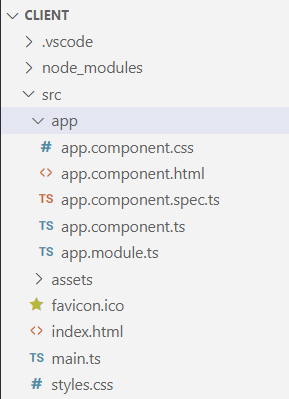 CLIENT
.vscode
node_modules
src
app
# app.component.css
<> app.component.html
TS app.component.spec.ts
TS app.component.ts
TS app.module.ts
assets
favicon.ico
<> index.html
TS main.ts
# styles.css